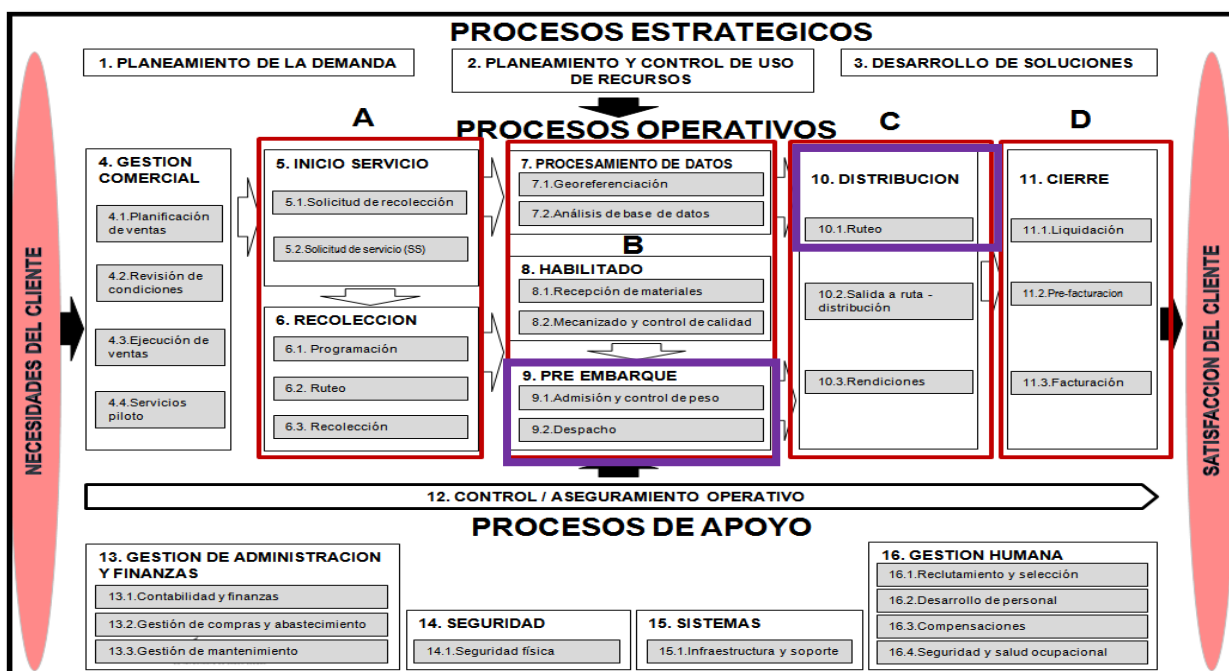 PROCESOS ESTRATEGICOS
1. PLANEAMIENTO DE LA DEMANDA
2. PLANEAMIENTO Y CONTROL DE USO
DE RECURSOS
3. DESARROLLO DE SOLUCIONES
PROCESOS OPERATIVOS
NECESIDADES DEL CLIENTE
4. GESTION
COMERCIAL
4.1.Planificación de
ventas
4.2.Revisión de
condiciones
4.3.Ejecución de
ventas
4.4.Servicios
piloto
A
5. INICIO SERVICIO
5.1.Solicitud de recolección
5.2.Solicitud de servicio (SS)
6. RECOLECCION
6.1. Programación
6.2. Ruteo
6.3. Recolección
7. PROCESAMIENTO DE DATOS
7.1.Georeferenciación
7.2.Análisis de base de datos
B
8. HABILITADO
8.1.Recepción de materiales
8.2.Mecanizado y control de calidad
9. PRE EMBARQUE
9.1.Admisión y control de peso
9.2.Despacho
C
10. DISTRIBUCION
10.1.Ruteo
10.2.Salida a ruta -
distribución
10.3.Rendiciones
D
11. CIERRE
11.1.Liquidación
11.2.Pre-facturacion
11.3.Facturación
SATISFACCION DEL CLIENTE
12. CONTROL / ASEGURAMIENTO OPERATIVO
PROCESOS DE APOYO
13. GESTION DE ADMINISTRACION
Y FINANZAS
13.1.Contabilidad y finanzas
13.2.Gestión de compras y abastecimiento
13.3.Gestión de mantenimiento
14. SEGURIDAD
14.1.Seguridad física
15. SISTEMAS
15.1.Infraestructura y soporte
16. GESTION HUMANA
16.1.Reclutamiento y selección
16.2.Desarrollo de personal
16.3.Compensaciones
16.4.Seguridad y salud ocupacional